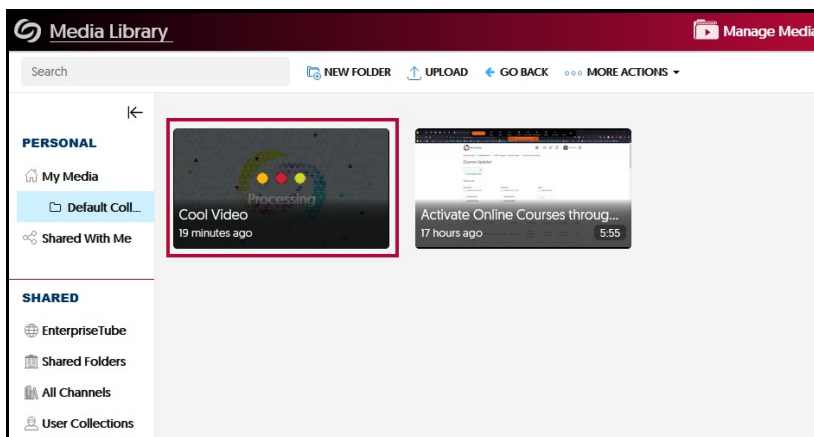 Media Library
Manage Media
Search
NEW FOLDER
UPLOAD
GO BACK
MORE ACTIONS
PERSONAL
My Media
Default Coll...
Shared With Me
SHARED
EnterpriseTube
Shared Folders
All Channels
User Collections
Processing
Cool Video
19 minutes ago
Course Updater
Activate Online Courses throug...
17 hours ago
5:55